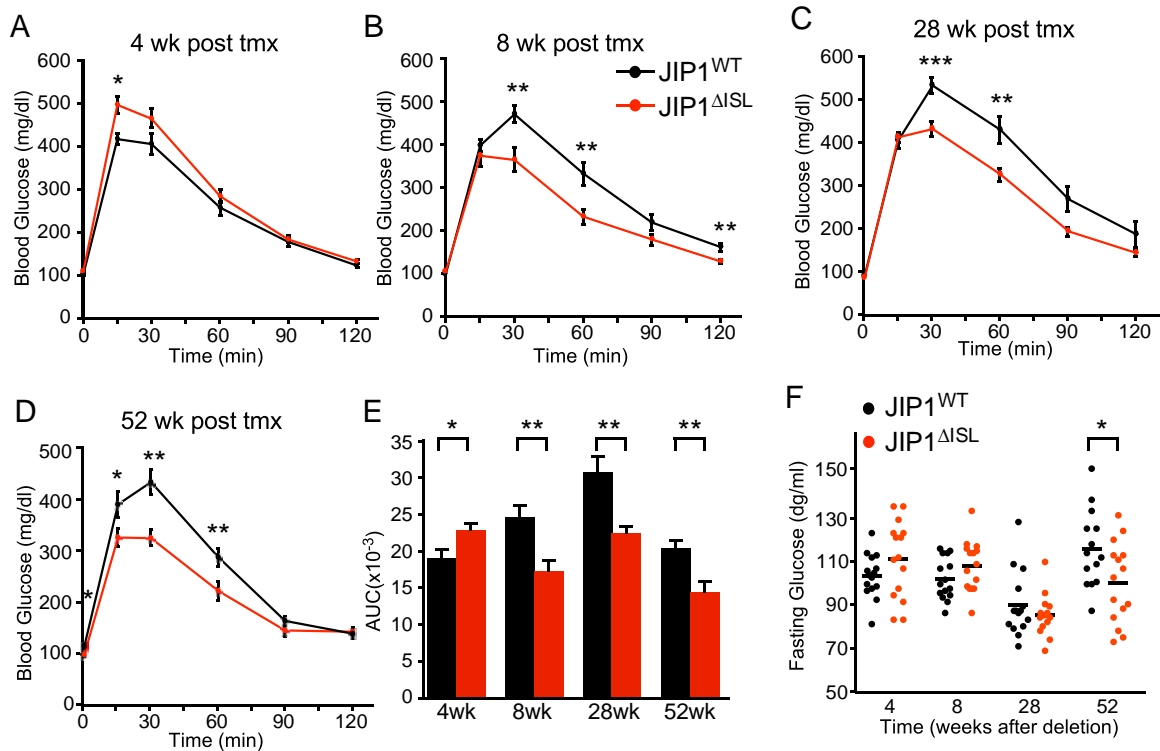 A
4 wk post tmx
600
500
400
300
200
100
0
Blood Glucose (mg/dl)
*
0 30 60 90 120
Time (min)
B
8 wk post tmx
JIP1WT
JIP1ΔISL
600
500
400
300
200
100
0
Blood Glucose (mg/dl)
**
**
**
0 30 60 90 120
Time (min)
C
28 wk post tmx
600
500
400
300
200
100
0
Blood Glucose (mg/dl)
***
**
0 30 60 90 120
Time (min)
D
52 wk post tmx
500
400
300
200
100
0
Blood Glucose (mg/dl)
*
*
**
**
0 30 60 90 120
Time (min)
E
* ** ** **
35
30
25
20
15
10
5
0
AUC(x10-3)
4wk 8wk 28wk 52wk
F
JIP1WT
JIP1ΔISL
*
150
130
110
90
70
50
Fasting Glucose (dg/ml)
4 8 28 52
Time (weeks after deletion)